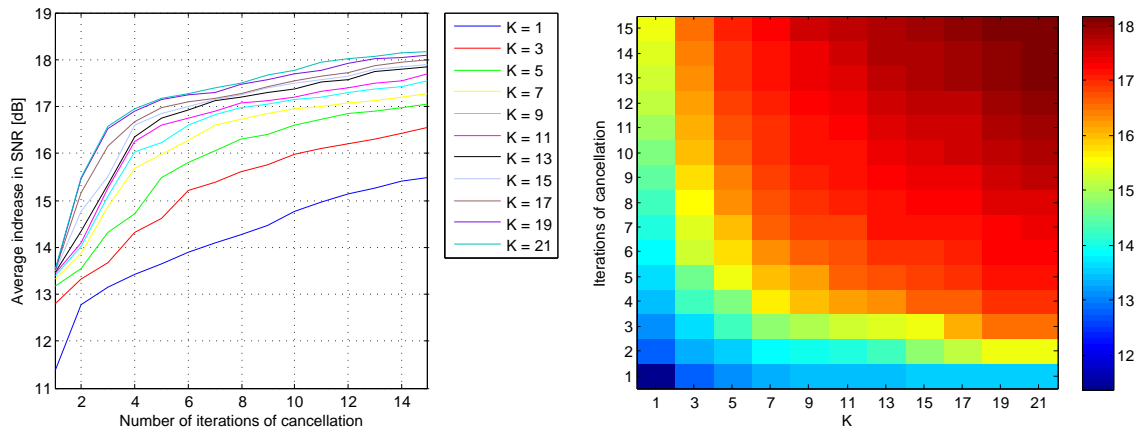 19
18
17
16
15
14
13
12
11
2 4 6 8 10 12 14
Average indrease in SNR [dB]
Number of iterations of cancellation
K = 1
K = 3
K = 5
K = 7
K = 9
K = 11
K = 13
K = 15
K = 17
K = 19
K = 21
15
14
13
12
11
10
9
8
7
6
5
4
3
2
1
1 3 5 7 9 11 13 15 17 19 21
Iterations of cancellation
K
18
17
16
15
14
13
12